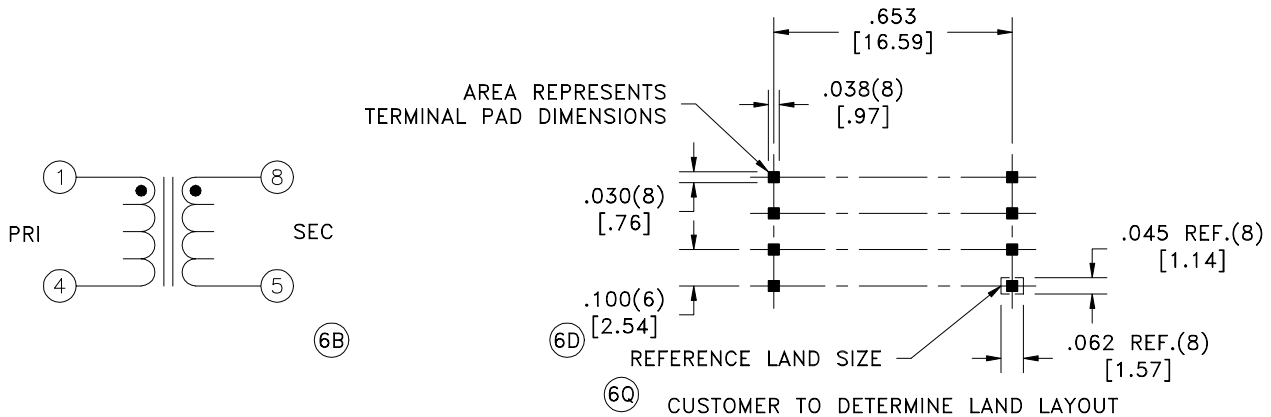 .653
[16.59]
AREA REPRESENTS
TERMINAL PAD DIMENSIONS
.038(8)
[.97]
1
8
.030(8)
[.76]
PRI
SEC
.045 REF.(8)
[1.14]
4
5
.100(6)
[2.54]
6B
6D
REFERENCE LAND SIZE
.062 REF.(8)
[1.57]
6Q
CUSTOMER TO DETERMINE LAND LAYOUT